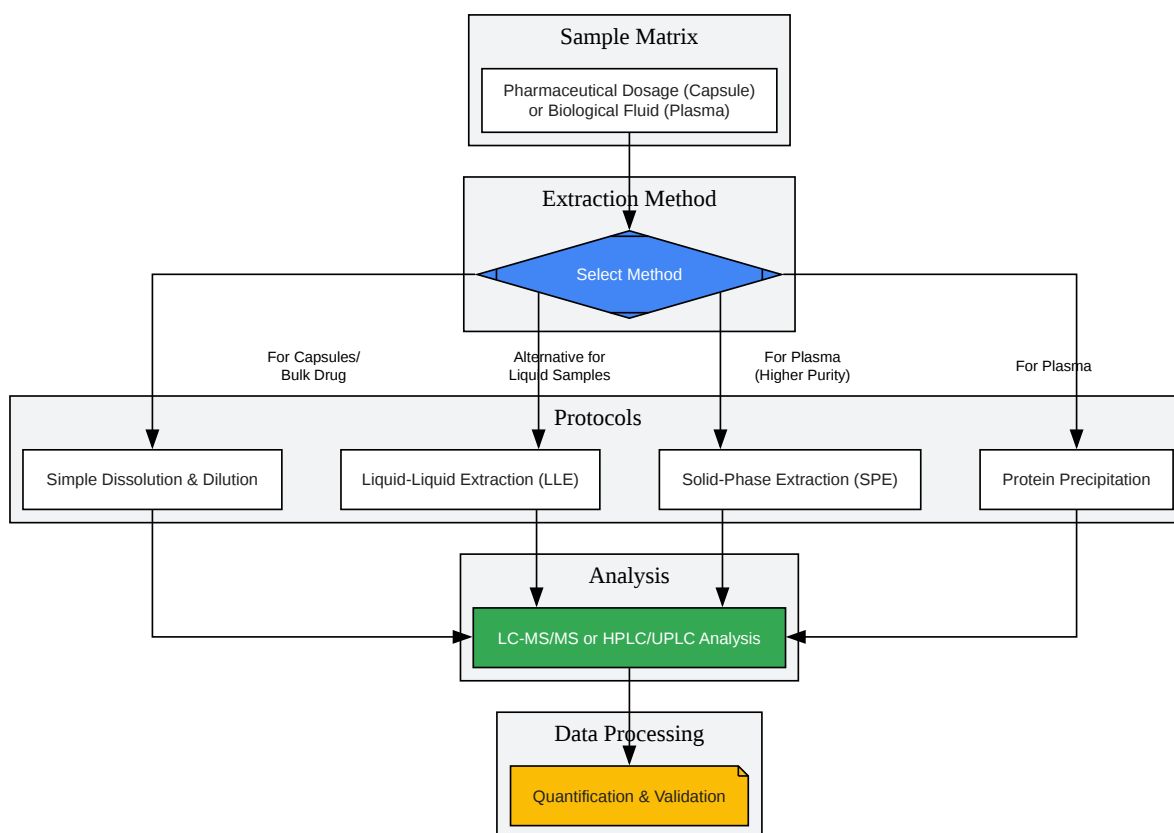 Sample Matrix
Pharmaceutical Dosage (Capsule)
or Biological Fluid (Plasma)
Extraction Method
Select Method
For Capsules/
Bulk Drug
Alternative for
Liquid Samples
For Plasma
(Higher Purity)
For Plasma
Protocols
Simple Dissolution & Dilution
Liquid-Liquid Extraction (LLE)
Solid-Phase Extraction (SPE)
Protein Precipitation
Analysis
LC-MS/MS or HPLC/UPLC Analysis
Data Processing
Quantification & Validation